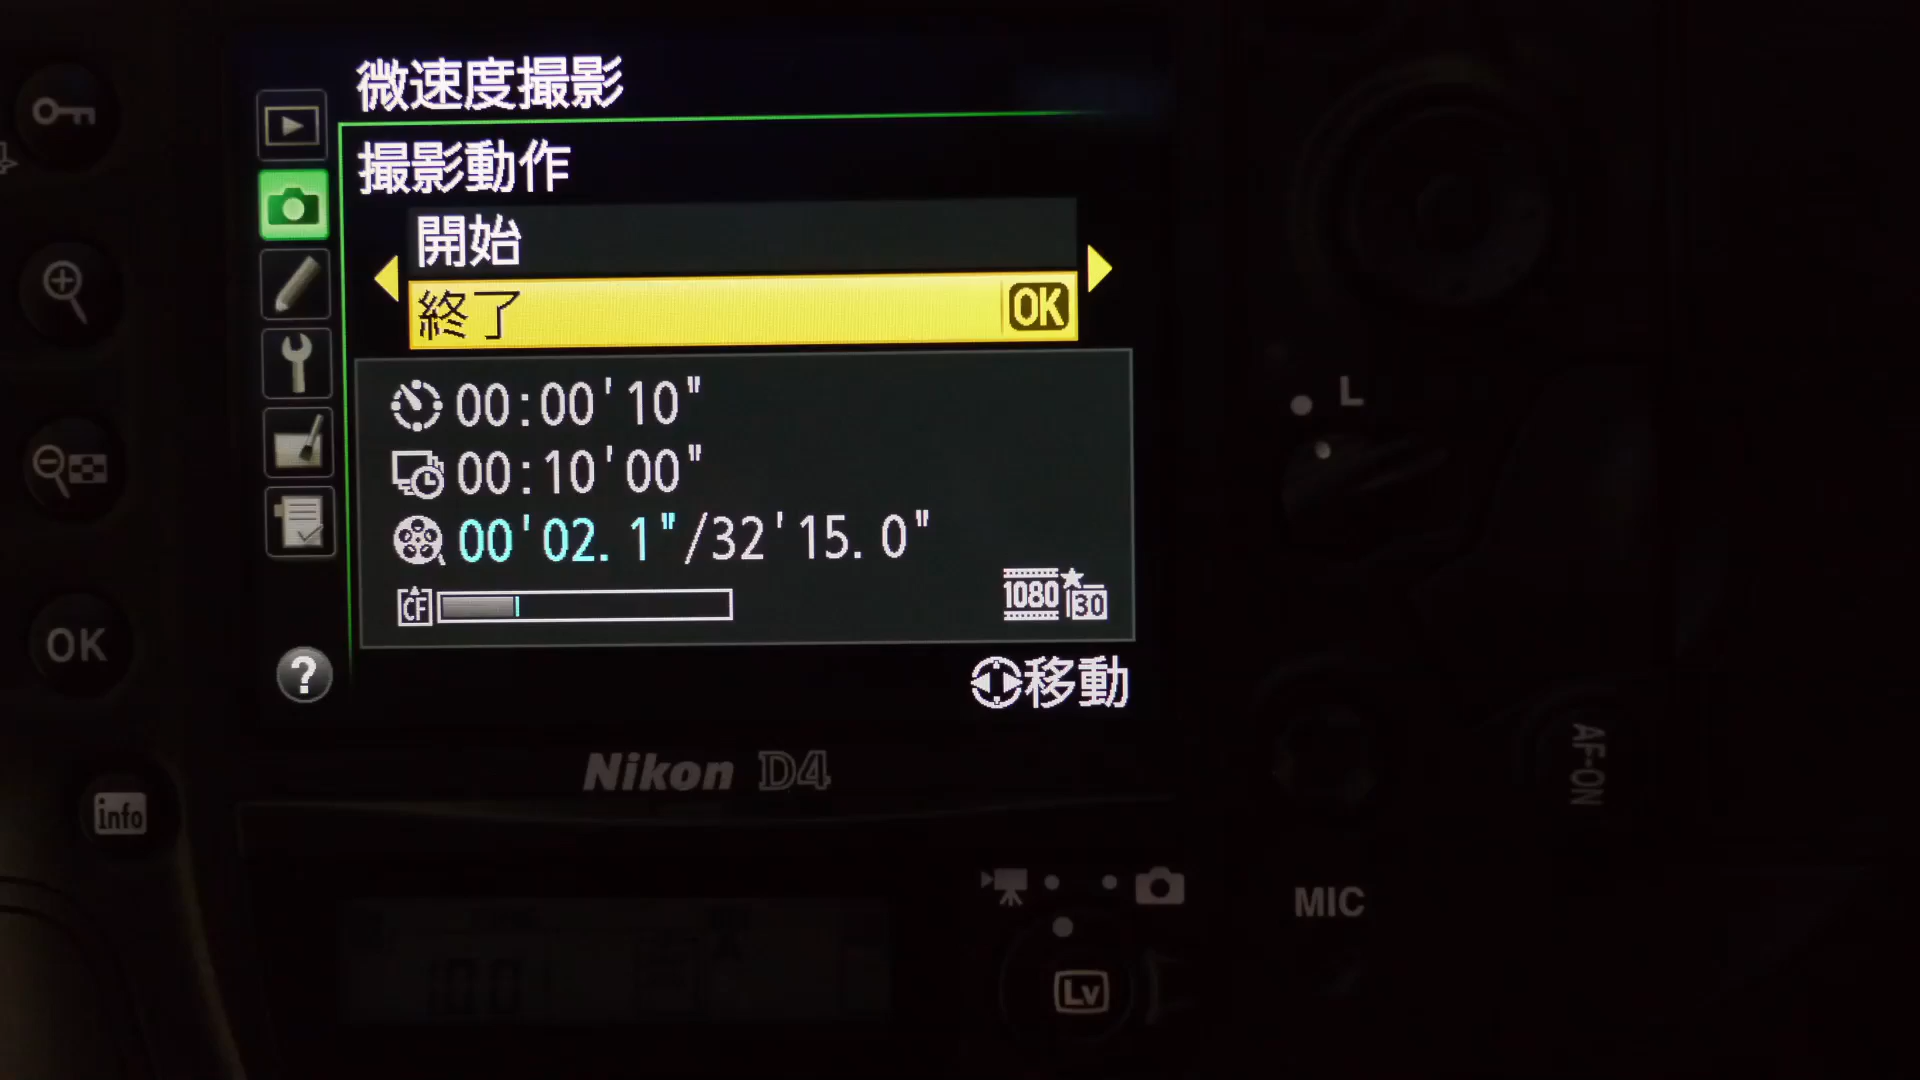 微速度撮影
撮影動作
開始
終了 OK
00:00'10"
00:10'00"
00'02.1"/32'15.0"
CF
1080 ★30
?
移動
OK
info
Nikon D4
L
AF-ON
MIC
Lv
100